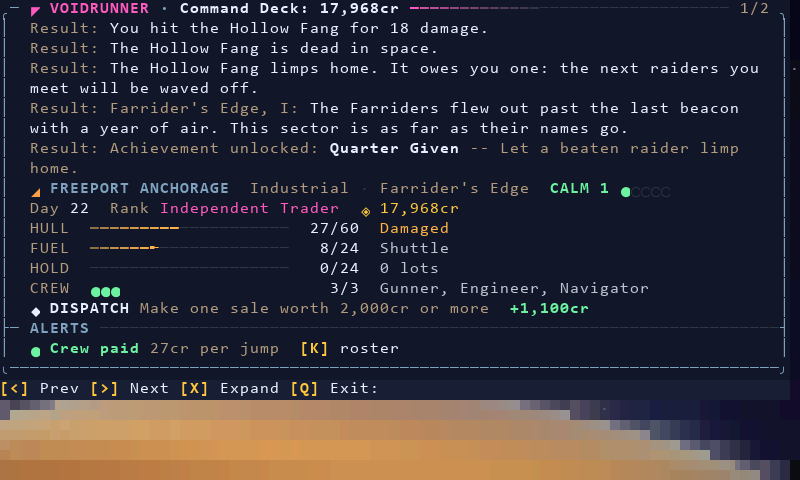 VOIDRUNNER · Command Deck: 17,968cr 1/2
Result: You hit the Hollow Fang for 18 damage.
Result: The Hollow Fang is dead in space.
Result: The Hollow Fang limps home. It owes you one: the next raiders you
meet will be waved off.
Result: Farrider's Edge, I: The Farriders flew out past the last beacon
with a year of air. This sector is as far as their names go.
Result: Achievement unlocked: Quarter Given -- Let a beaten raider limp
home.
FREEPORT ANCHORAGE Industrial · Farrider's Edge CALM 1
Day 22 Rank Independent Trader 17,968cr
HULL 27/60 Damaged
FUEL 8/24 Shuttle
HOLD 0/24 0 lots
CREW 3/3 Gunner, Engineer, Navigator
DISPATCH Make one sale worth 2,000cr or more +1,100cr
ALERTS
Crew paid 27cr per jump [K] roster
[<] Prev [>] Next [X] Expand [Q] Exit: